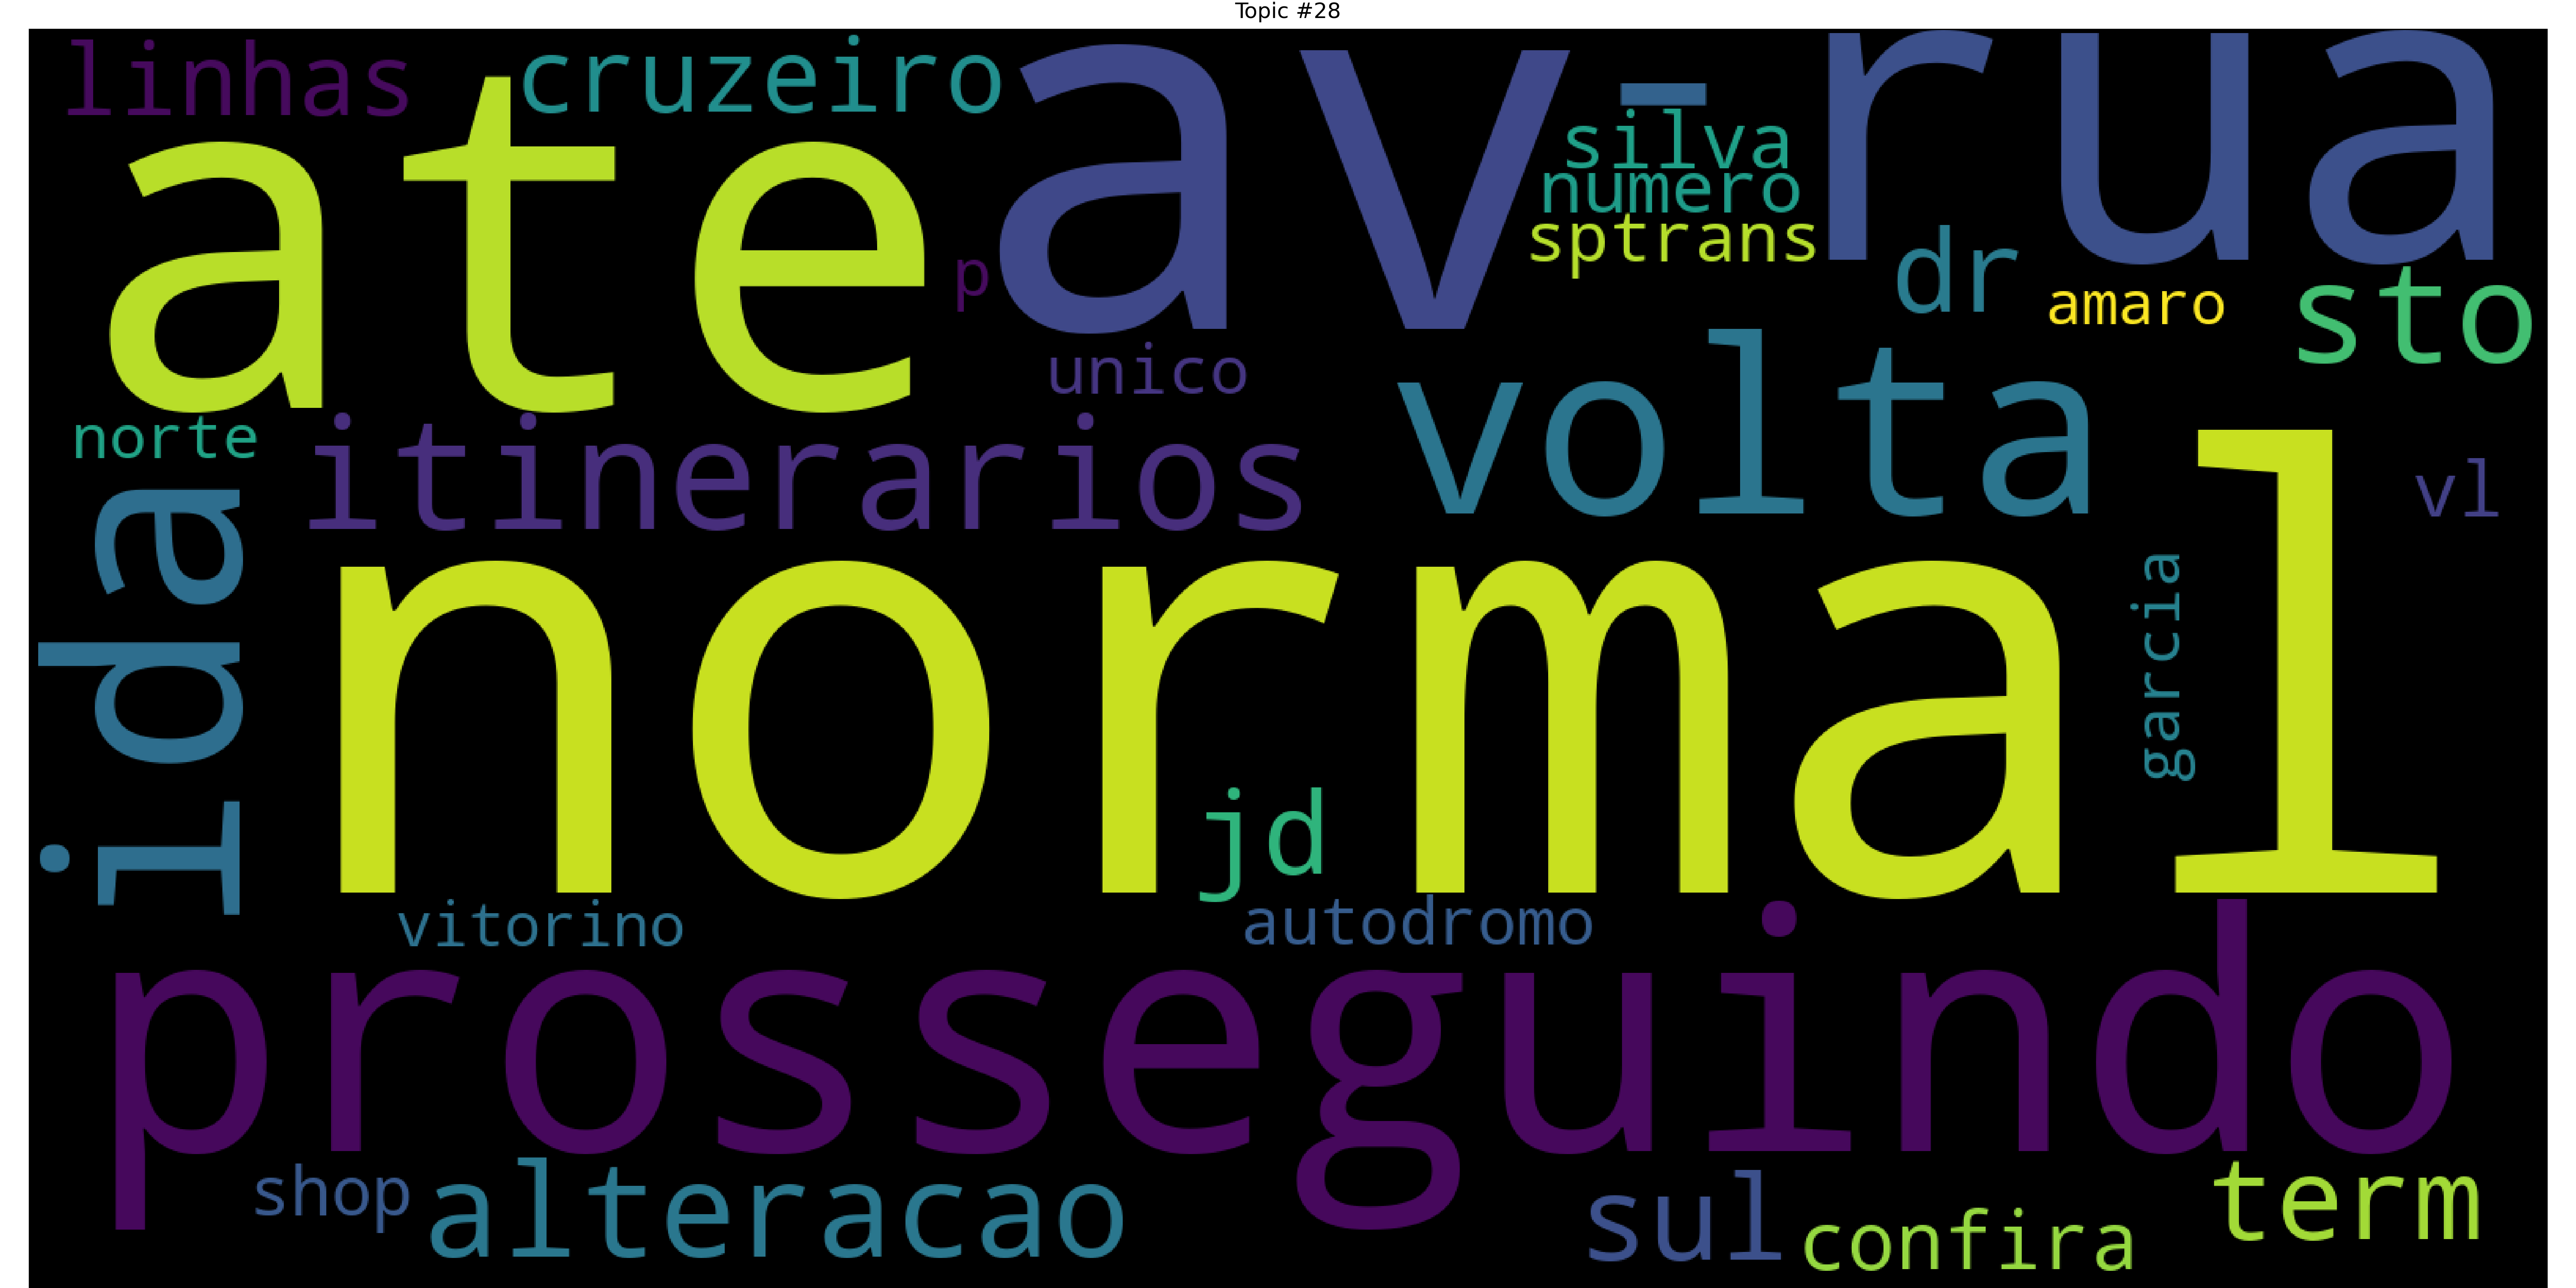 Topic #28
linhas
cruzeiro
ate
av
-
rua
silva
numero
sptrans
p
dr
amaro
sto
unico
volta
norte
itinerarios
vl
ida
normal
garcia
jd
vitorino
autodromo
prosseguindo
shop
alteracao
sul
confira
term